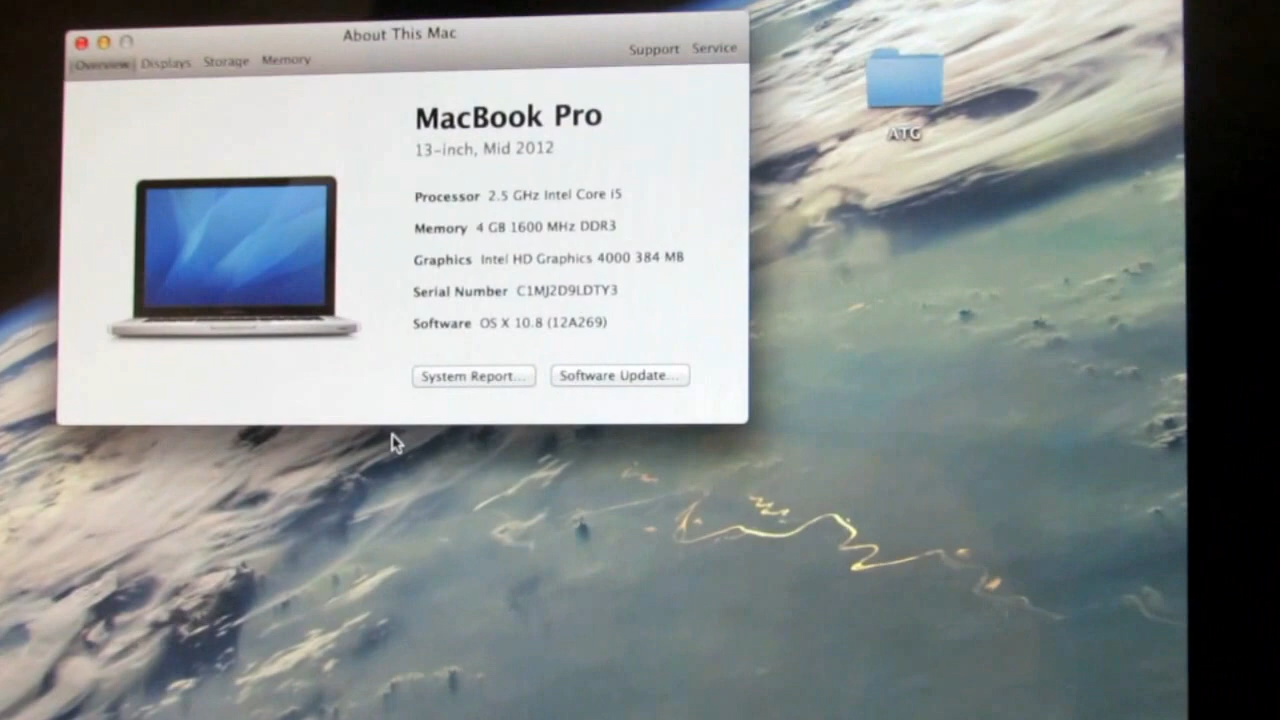 About This Mac
Overview Displays Storage Memory Support Service
MacBook Pro
13-inch, Mid 2012
Processor 2.5 GHz Intel Core i5
Memory 4 GB 1600 MHz DDR3
Graphics Intel HD Graphics 4000 384 MB
Serial Number C1MJ2D9LDTY3
Software OS X 10.8 (12A269)
System Report... Software Update...
ATG